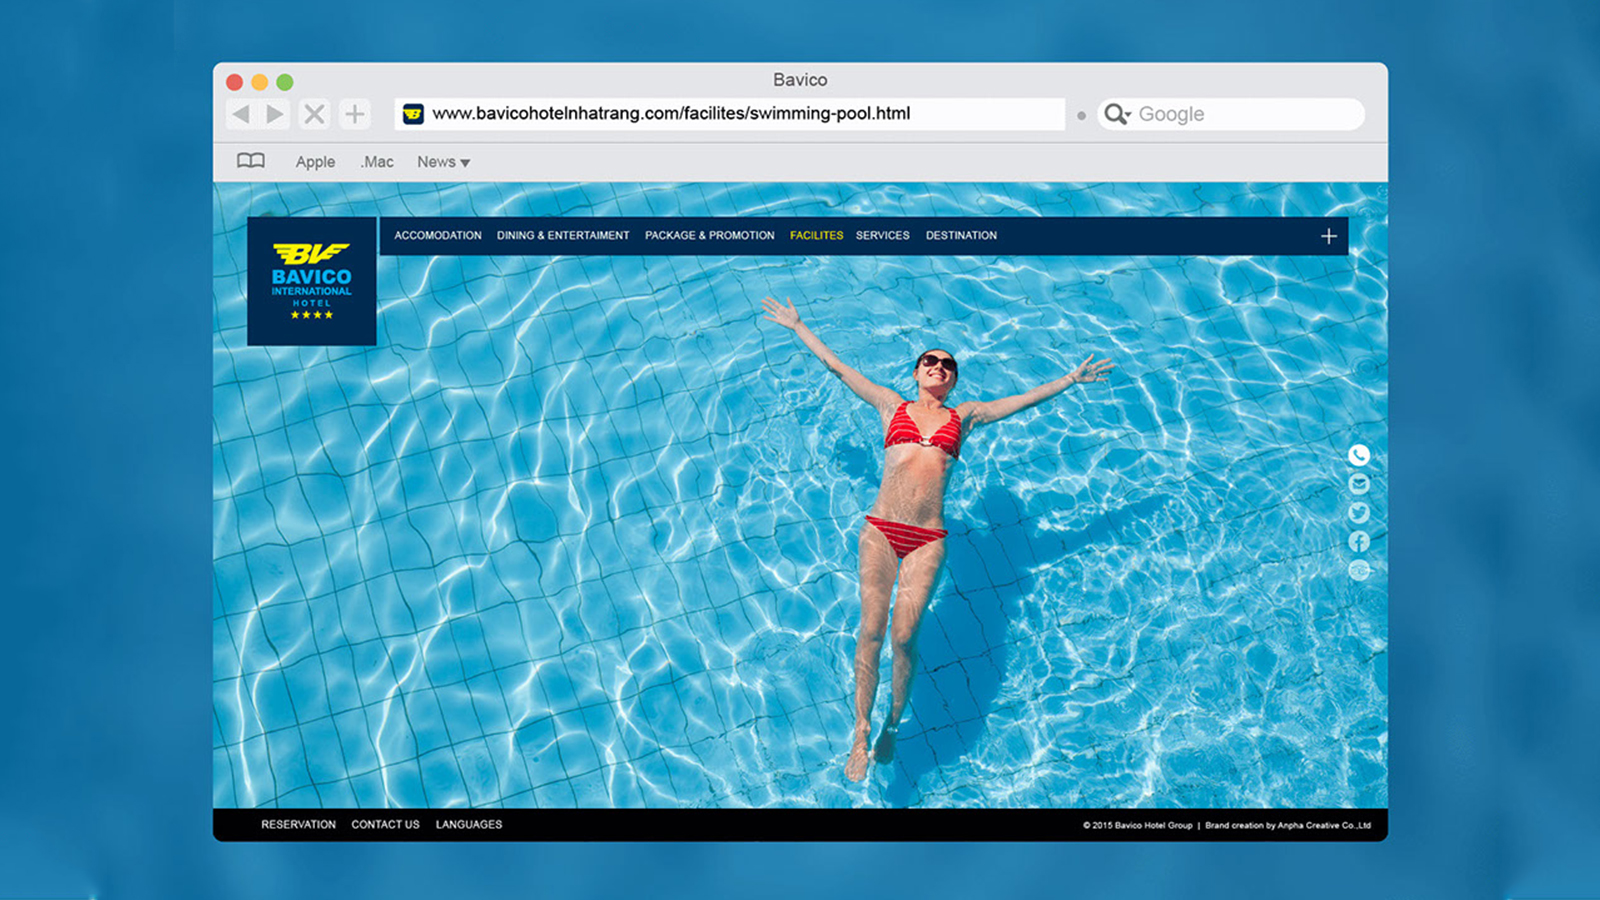 Bavico
www.bavicohotelnhatrang.com/facilites/swimming-pool.html
Google
Apple .Mac News
ACCOMODATION DINING & ENTERTAIMENT PACKAGE & PROMOTION FACILITES SERVICES DESTINATION
BV
BAVICO
INTERNATIONAL
HOTEL
RESERVATION CONTACT US LANGUAGES
© 2015 Bavico Hotel Group | Brand creation by Anpha Creative Co.,Ltd